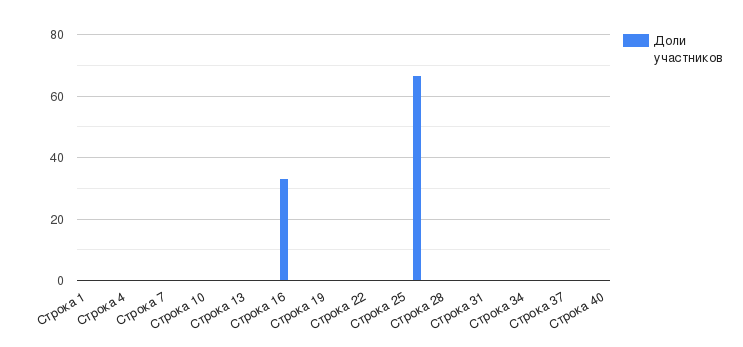 80
60
40
20
0
Строка 1
Строка 4
Строка 7
Строка 10
Строка 13
Строка 16
Строка 19
Строка 22
Строка 25
Строка 28
Строка 31
Строка 34
Строка 37
Строка 40
Доли
участников